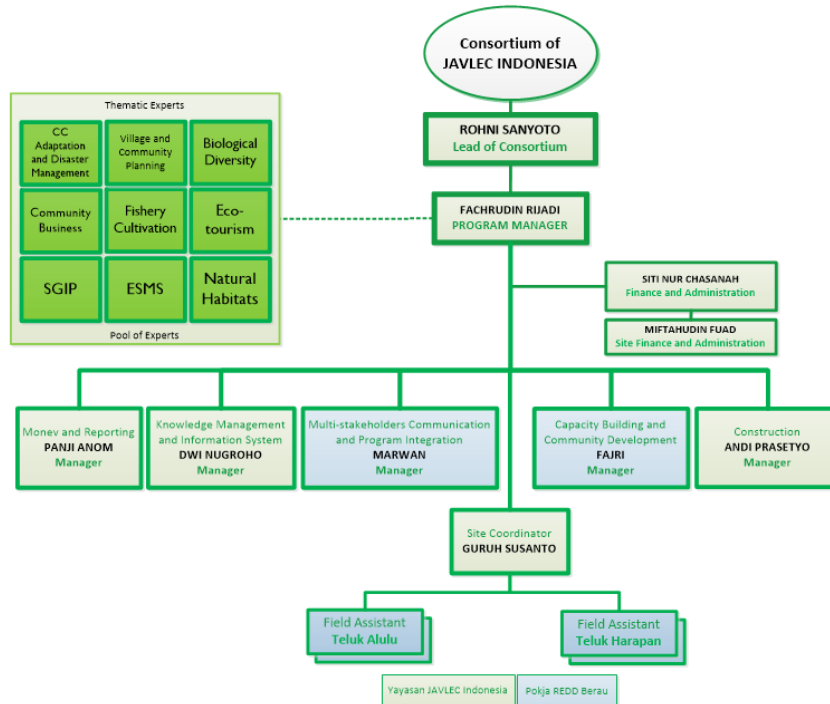 Consortium of
JAVLEC INDONESIA
Thematic Experts
CC
Adaptation
and Disaster
Management
Village and
Community
Planning
Biological
Diversity
Community
Business
Fishery
Cultivation
Eco-
tourism
SGIP
ESMS
Natural
Habitats
Pool of Experts
ROHNI SANYOTO
Lead of Consortium
FACHRUDIN RIJADI
PROGRAM MANAGER
SITI NUR CHASANAH
Finance and Administration
MIFTAHUDIN FUAD
Site Finance and Administration
Monev and Reporting
PANJI ANOM
Manager
Knowledge Management
and Information System
DWI NUGROHO
Manager
Multi-stakeholders Communication
and Program Integration
MARWAN
Manager
Capacity Building and
Community Development
FAJRI
Manager
Construction
ANDI PRASETYO
Manager
Site Coordinator
GURUH SUSANTO
Field Assistant
Teluk Alulu
Field Assistant
Teluk Harapan
Yayasan JAVLEC Indonesia
Pokja REDD Berau